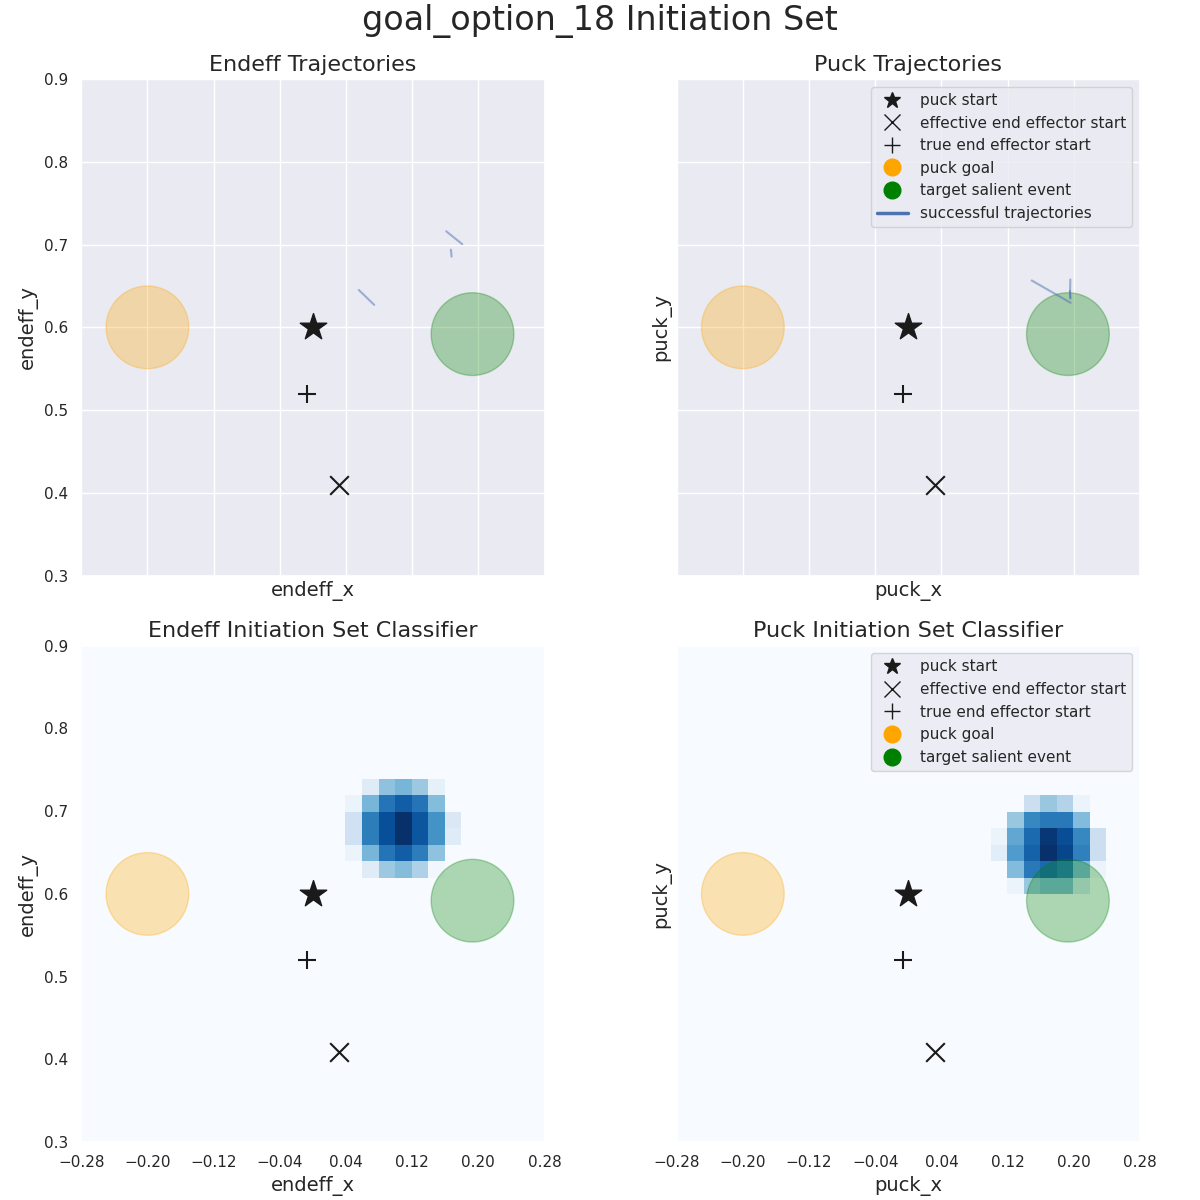 goal_option_18 Initiation Set
Endeff Trajectories
0.9
0.8
0.7
0.6
0.5
0.4
0.3
endeff_y
endeff_x
Puck Trajectories
puck start
effective end effector start
true end effector start
puck goal
target salient event
successful trajectories
puck_y
puck_x
Endeff Initiation Set Classifier
0.9
0.8
0.7
0.6
0.5
0.4
0.3
endeff_y
−0.28 −0.20 −0.12 −0.04 0.04 0.12 0.20 0.28
endeff_x
Puck Initiation Set Classifier
puck start
effective end effector start
true end effector start
puck goal
target salient event
puck_y
−0.28 −0.20 −0.12 −0.04 0.04 0.12 0.20 0.28
puck_x